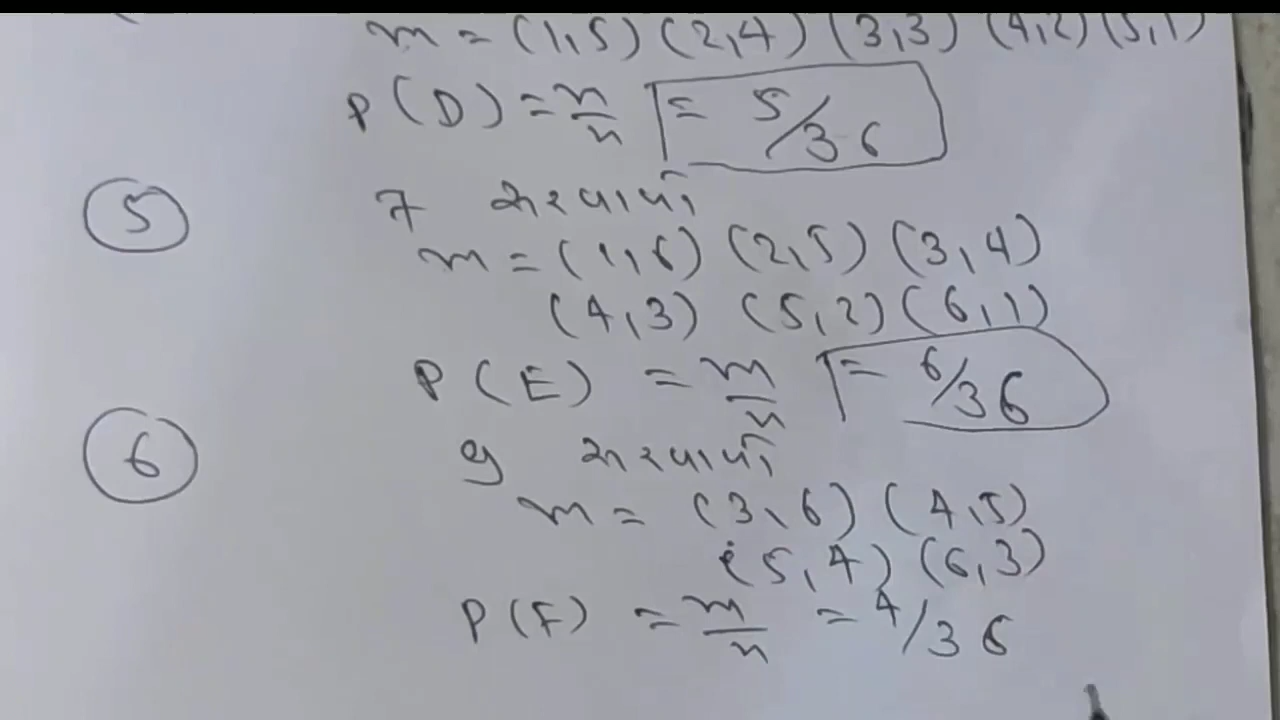 m = (1,5) (2,4) (3,3) (4,2) (5,1)
P(D) = m/n = 5/36
5 7 સરવાળો
m = (1,6) (2,5) (3,4)
(4,3) (5,2) (6,1)
P(E) = m/n = 6/36
6 9 સરવાળો
m = (3,6) (4,5)
(5,4) (6,3)
P(F) = m/n = 4/36